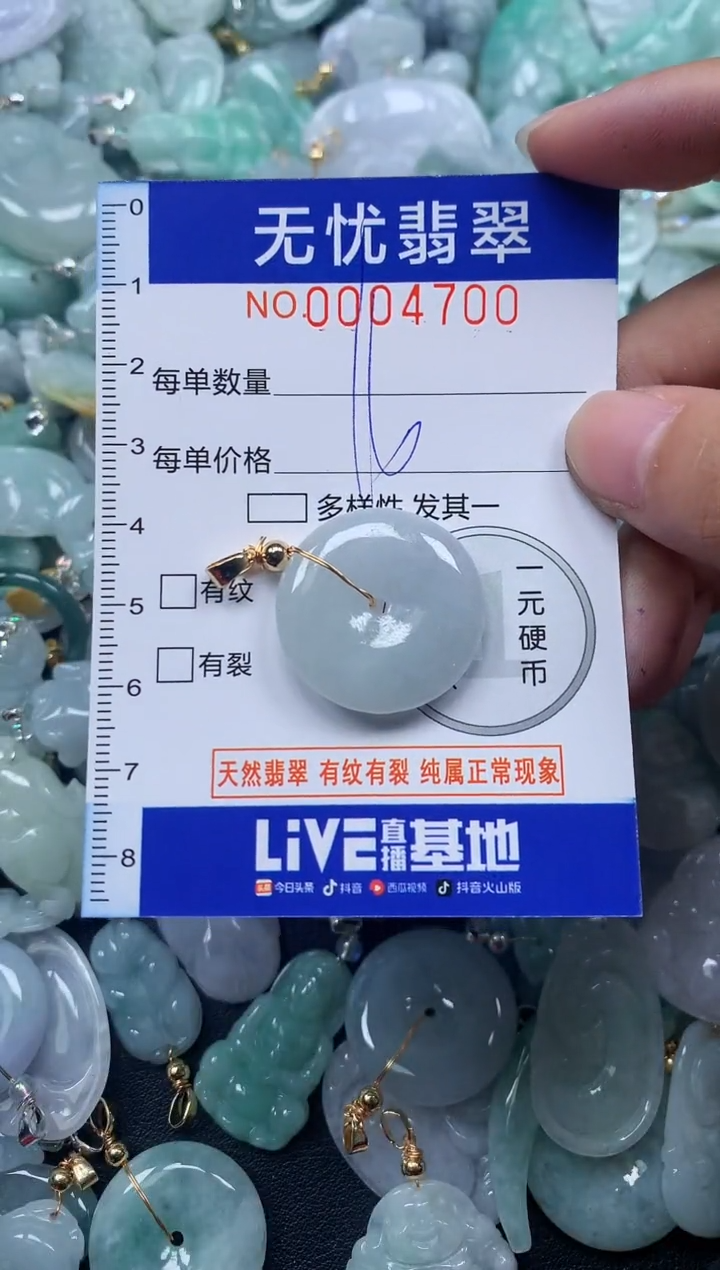 无忧翡翠
NO.0004700
每单数量
每单价格
多样性 发其一
有纹
有裂
一元硬币
天然翡翠 有纹有裂 纯属正常现象
LiVE直播基地
头条 今日头条 抖音 西瓜视频 抖音火山版
0
1
2
3
4
5
6
7
8